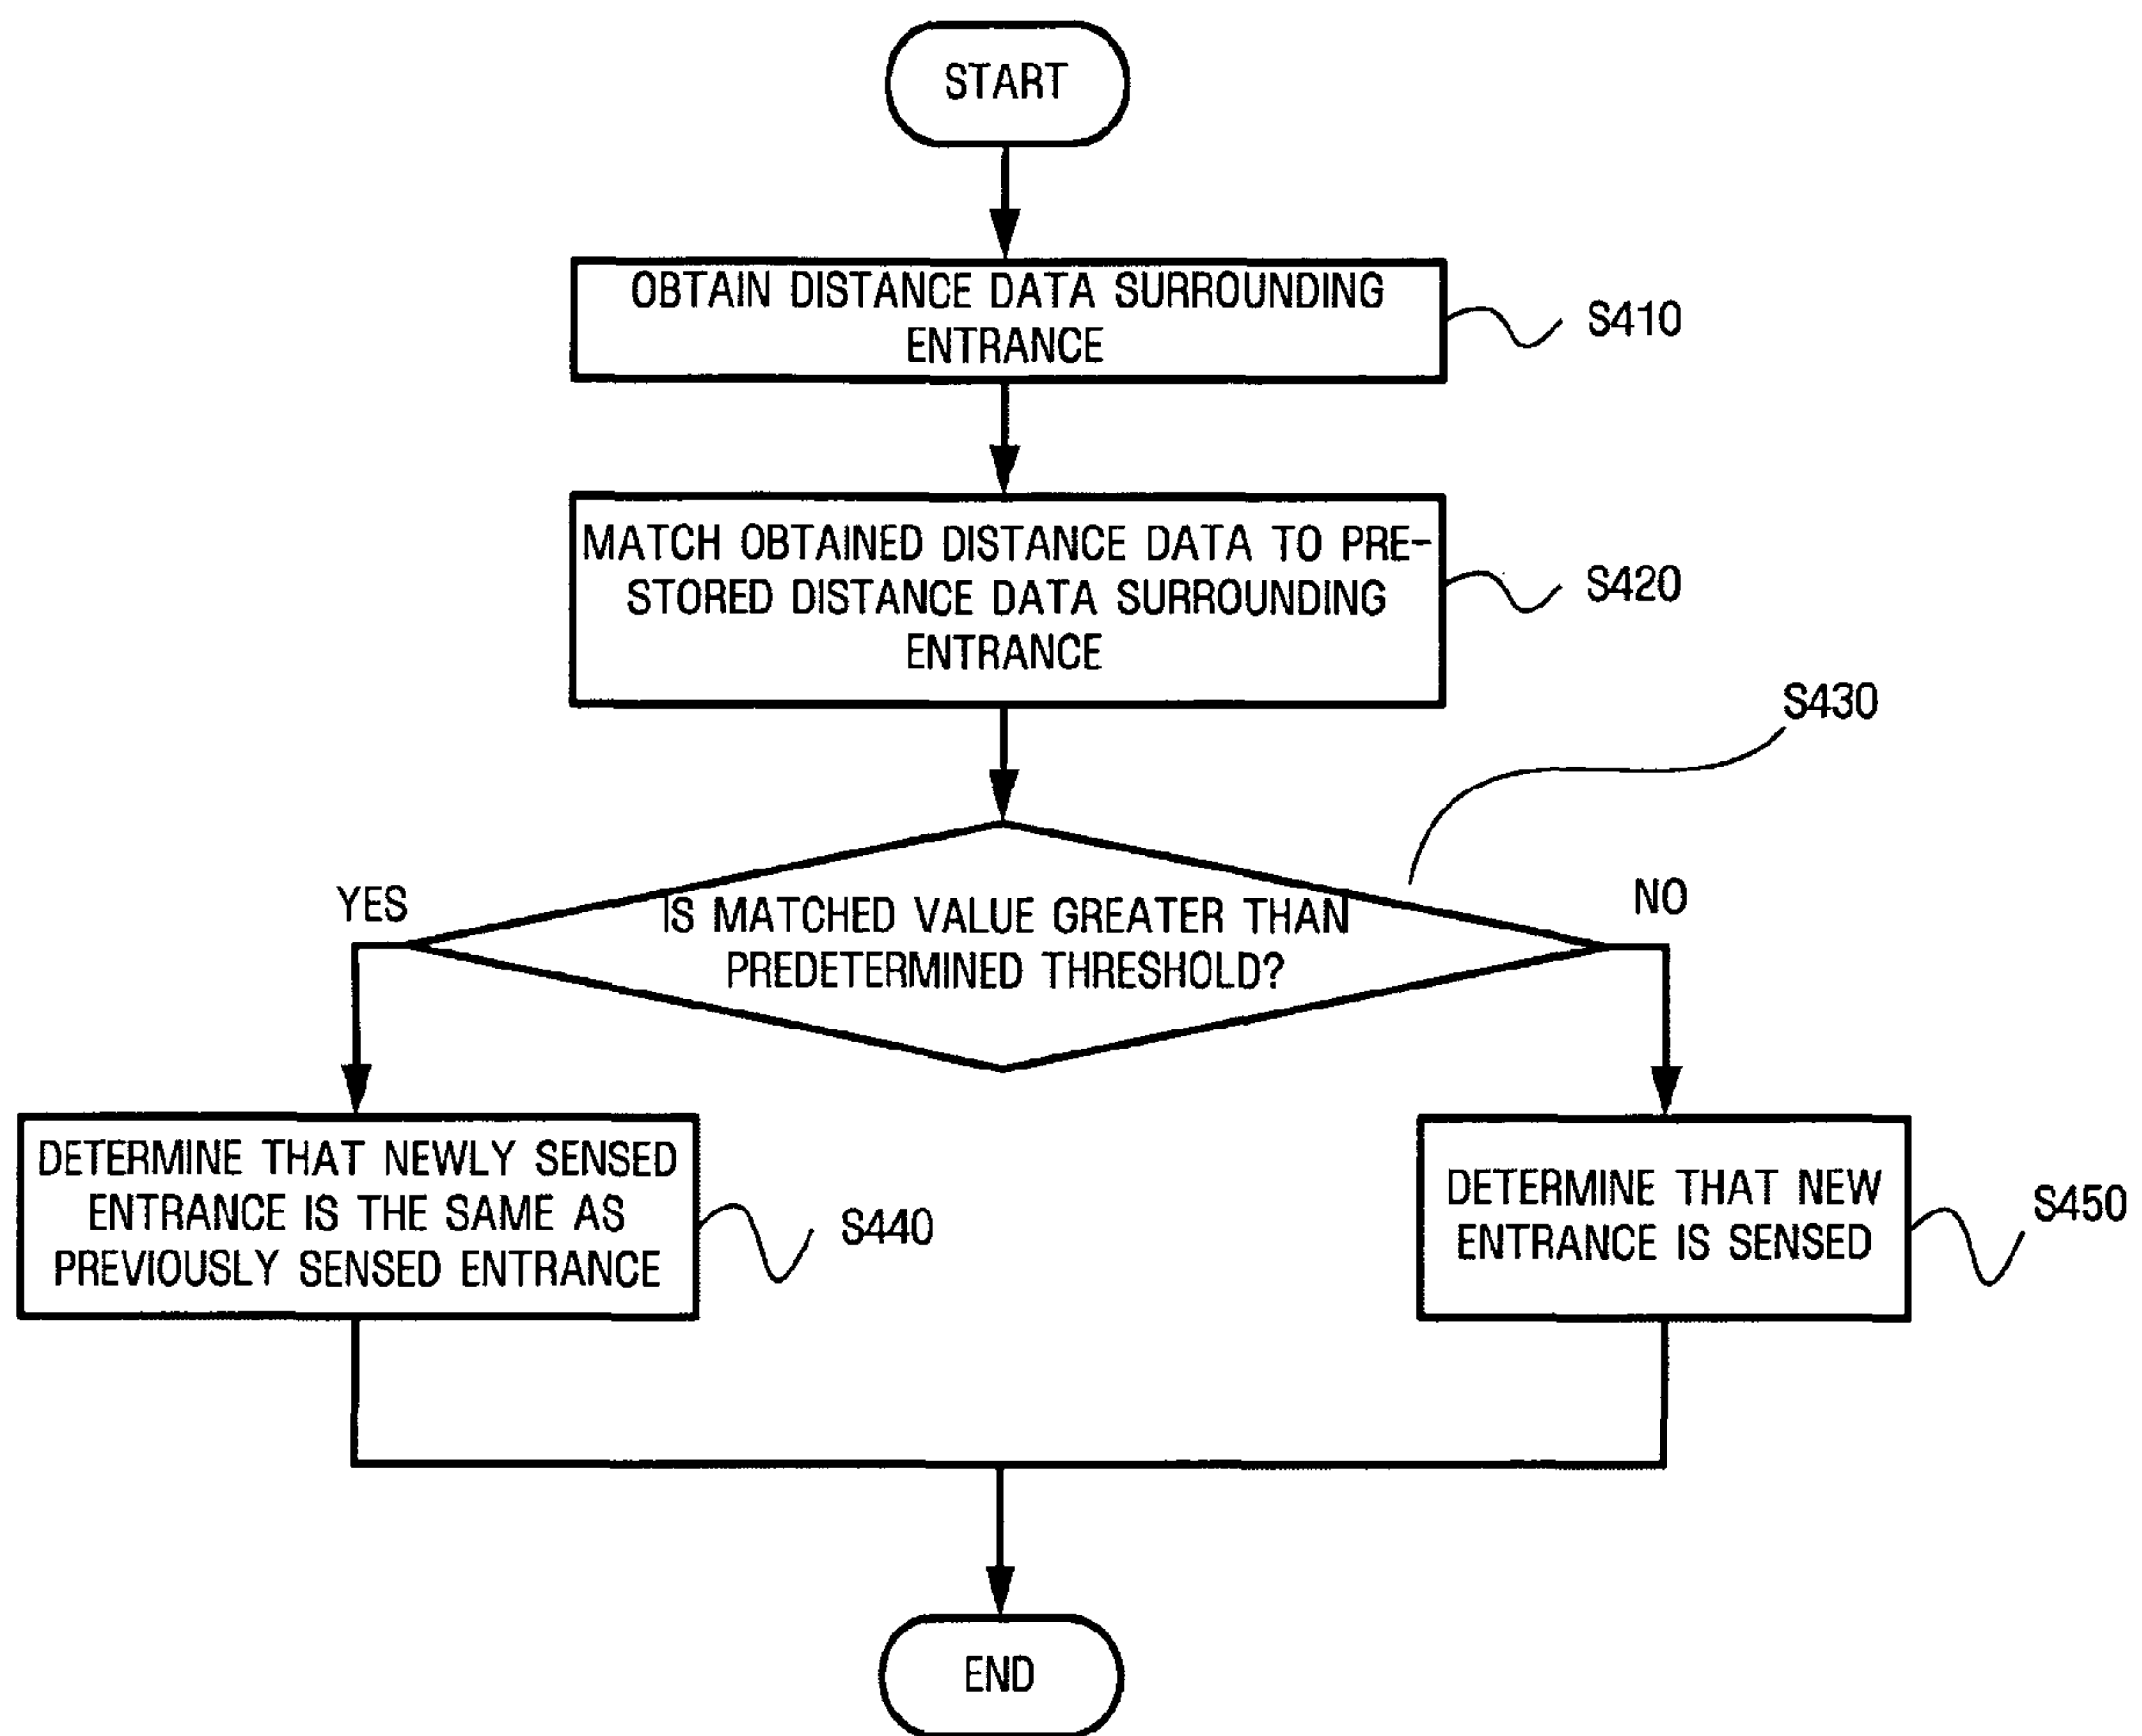 START
OBTAIN DISTANCE DATA SURROUNDING
ENTRANCE
S410
MATCH OBTAINED DISTANCE DATA TO PRE-
STORED DISTANCE DATA SURROUNDING
ENTRANCE
S420
S430
YES
IS MATCHED VALUE GREATER THAN
PREDETERMINED THRESHOLD?
NO
DETERMINE THAT NEWLY SENSED
ENTRANCE IS THE SAME AS
PREVIOUSLY SENSED ENTRANCE
S440
DETERMINE THAT NEW
ENTRANCE IS SENSED
S450
END